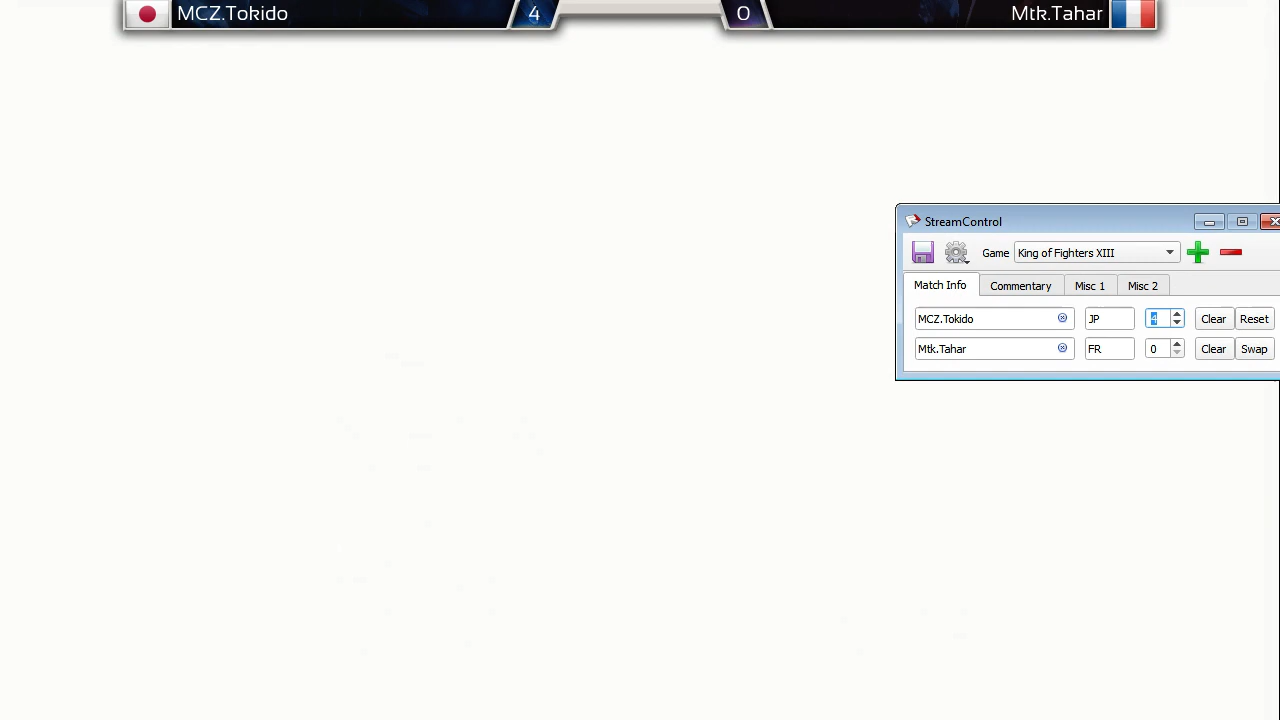 MCZ.Tokido 4 0 Mtk.Tahar
StreamControl
Game King of Fighters XIII
Match Info Commentary Misc 1 Misc 2
MCZ.Tokido JP 4 Clear Reset
Mtk.Tahar FR 0 Clear Swap